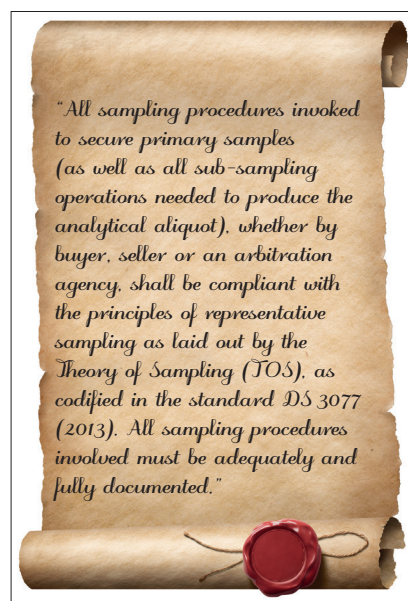 “All sampling procedures invoked
to secure primary samples
(as well as all sub-sampling
operations needed to produce the
analytical aliquot), whether by
buyer, seller or an arbitration
agency, shall be compliant with
the principles of representative
sampling as laid out by the
Theory of Sampling (TOS), as
codified in the standard DS 3077
(2013). All sampling procedures
involved must be adequately and
fully documented.”